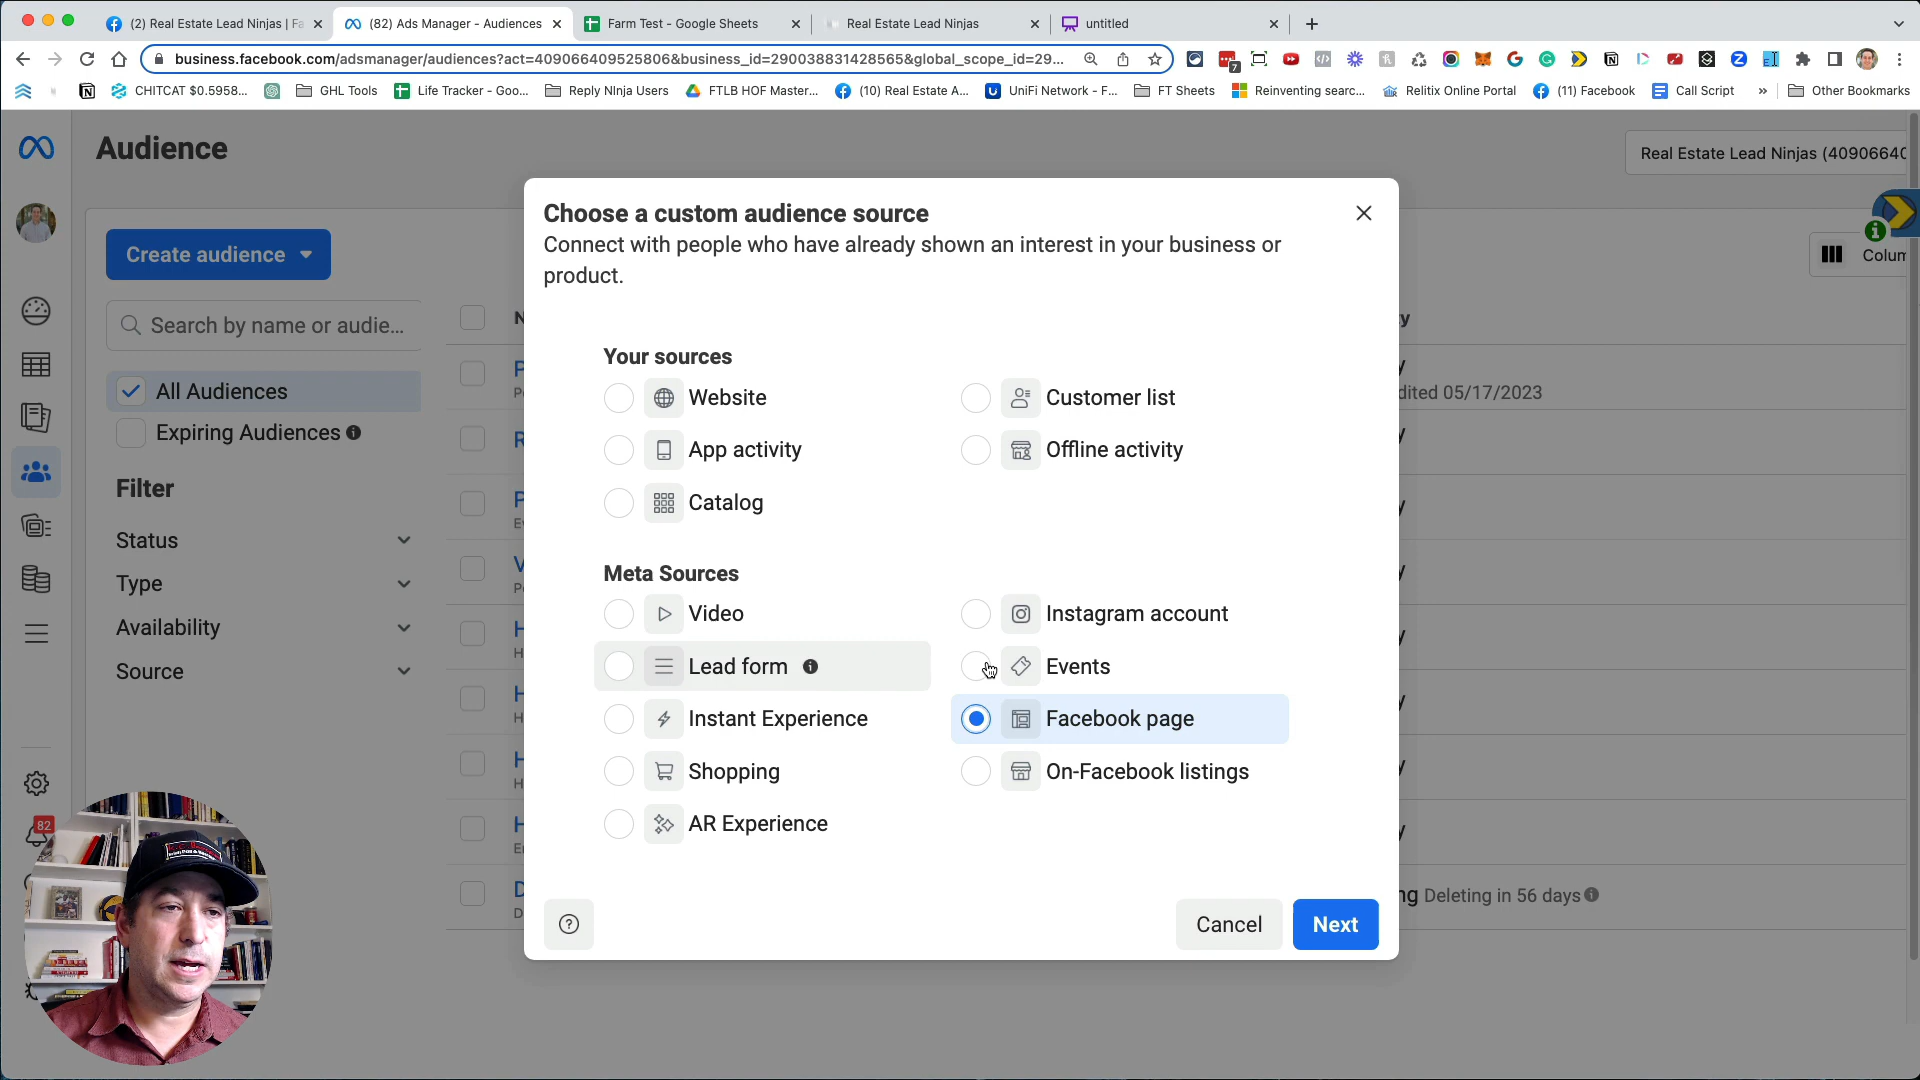 (2) Real Estate Lead Ninjas | Fa
(82) Ads Manager - Audiences
Farm Test - Google Sheets
Real Estate Lead Ninjas
untitled
business.facebook.com/adsmanager/audiences?act=409066409525806&business_id=290038831428565&global_scope_id=29...
7
CHITCAT $0.5958...
GHL Tools
Life Tracker - Goo...
Reply NInja Users
FTLB HOF Master...
(10) Real Estate A...
UniFi Network - F...
FT Sheets
Reinventing searc...
Relitix Online Portal
(11) Facebook
Call Script
»
Other Bookmarks
Audience
Real Estate Lead Ninjas (4090664
Create audience
Colum
Search by name or audie...
All Audiences
Expiring Audiences
Filter
Status
Type
Availability
Source
82
dited 05/17/2023
Deleting in 56 days
Choose a custom audience source
Connect with people who have already shown an interest in your business or
product.
Your sources
Website
Customer list
App activity
Offline activity
Catalog
Meta Sources
Video
Instagram account
Lead form
Events
Instant Experience
Facebook page
Shopping
On-Facebook listings
AR Experience
Cancel
Next